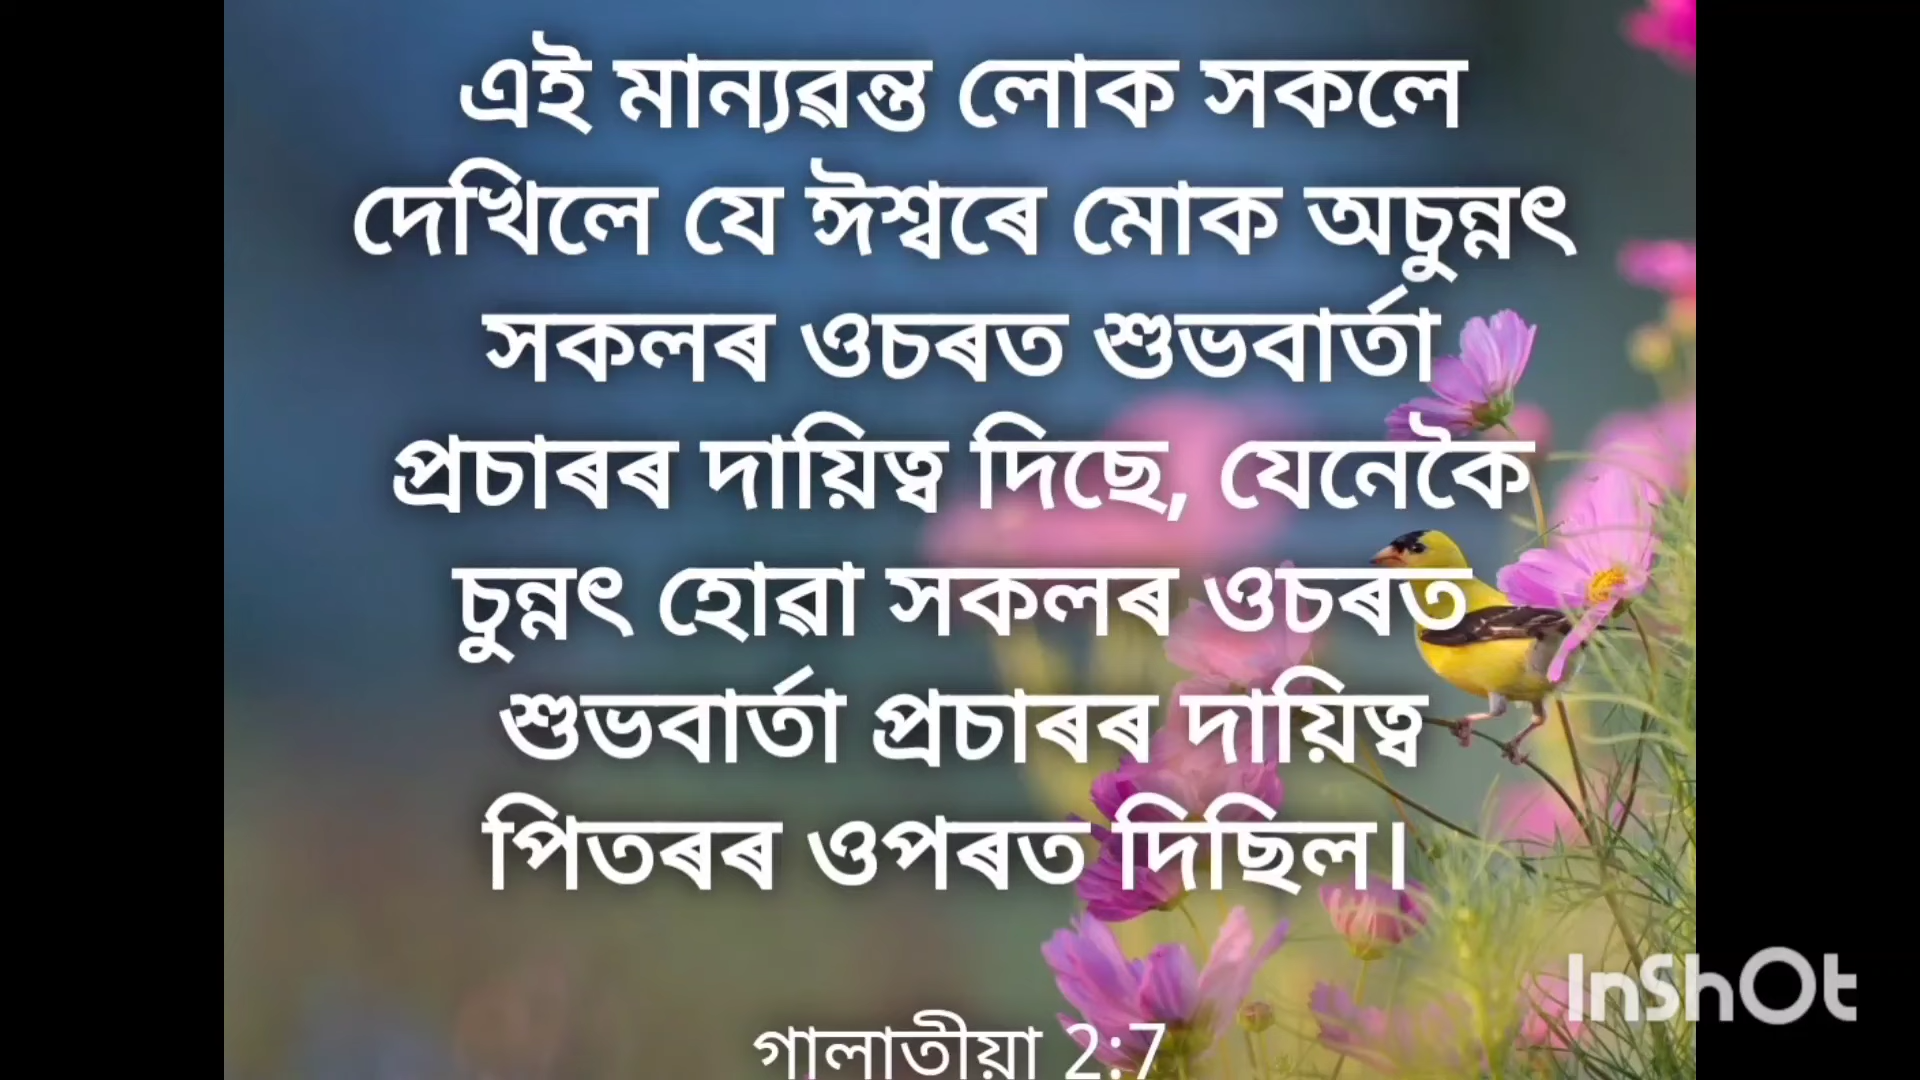 এই মান্যৱন্ত লোক সকলে
দেখিলে যে ঈশ্বৰে মোক অচুন্নৎ
সকলৰ ওচৰত শুভবাৰ্তা
প্ৰচাৰৰ দায়িত্ব দিছে, যেনেকৈ
চুন্নৎ হোৱা সকলৰ ওচৰত
শুভবাৰ্তা প্ৰচাৰৰ দায়িত্ব
পিতৰৰ ওপৰত দিছিল।
গালাতীয়া 2:7
InShOt